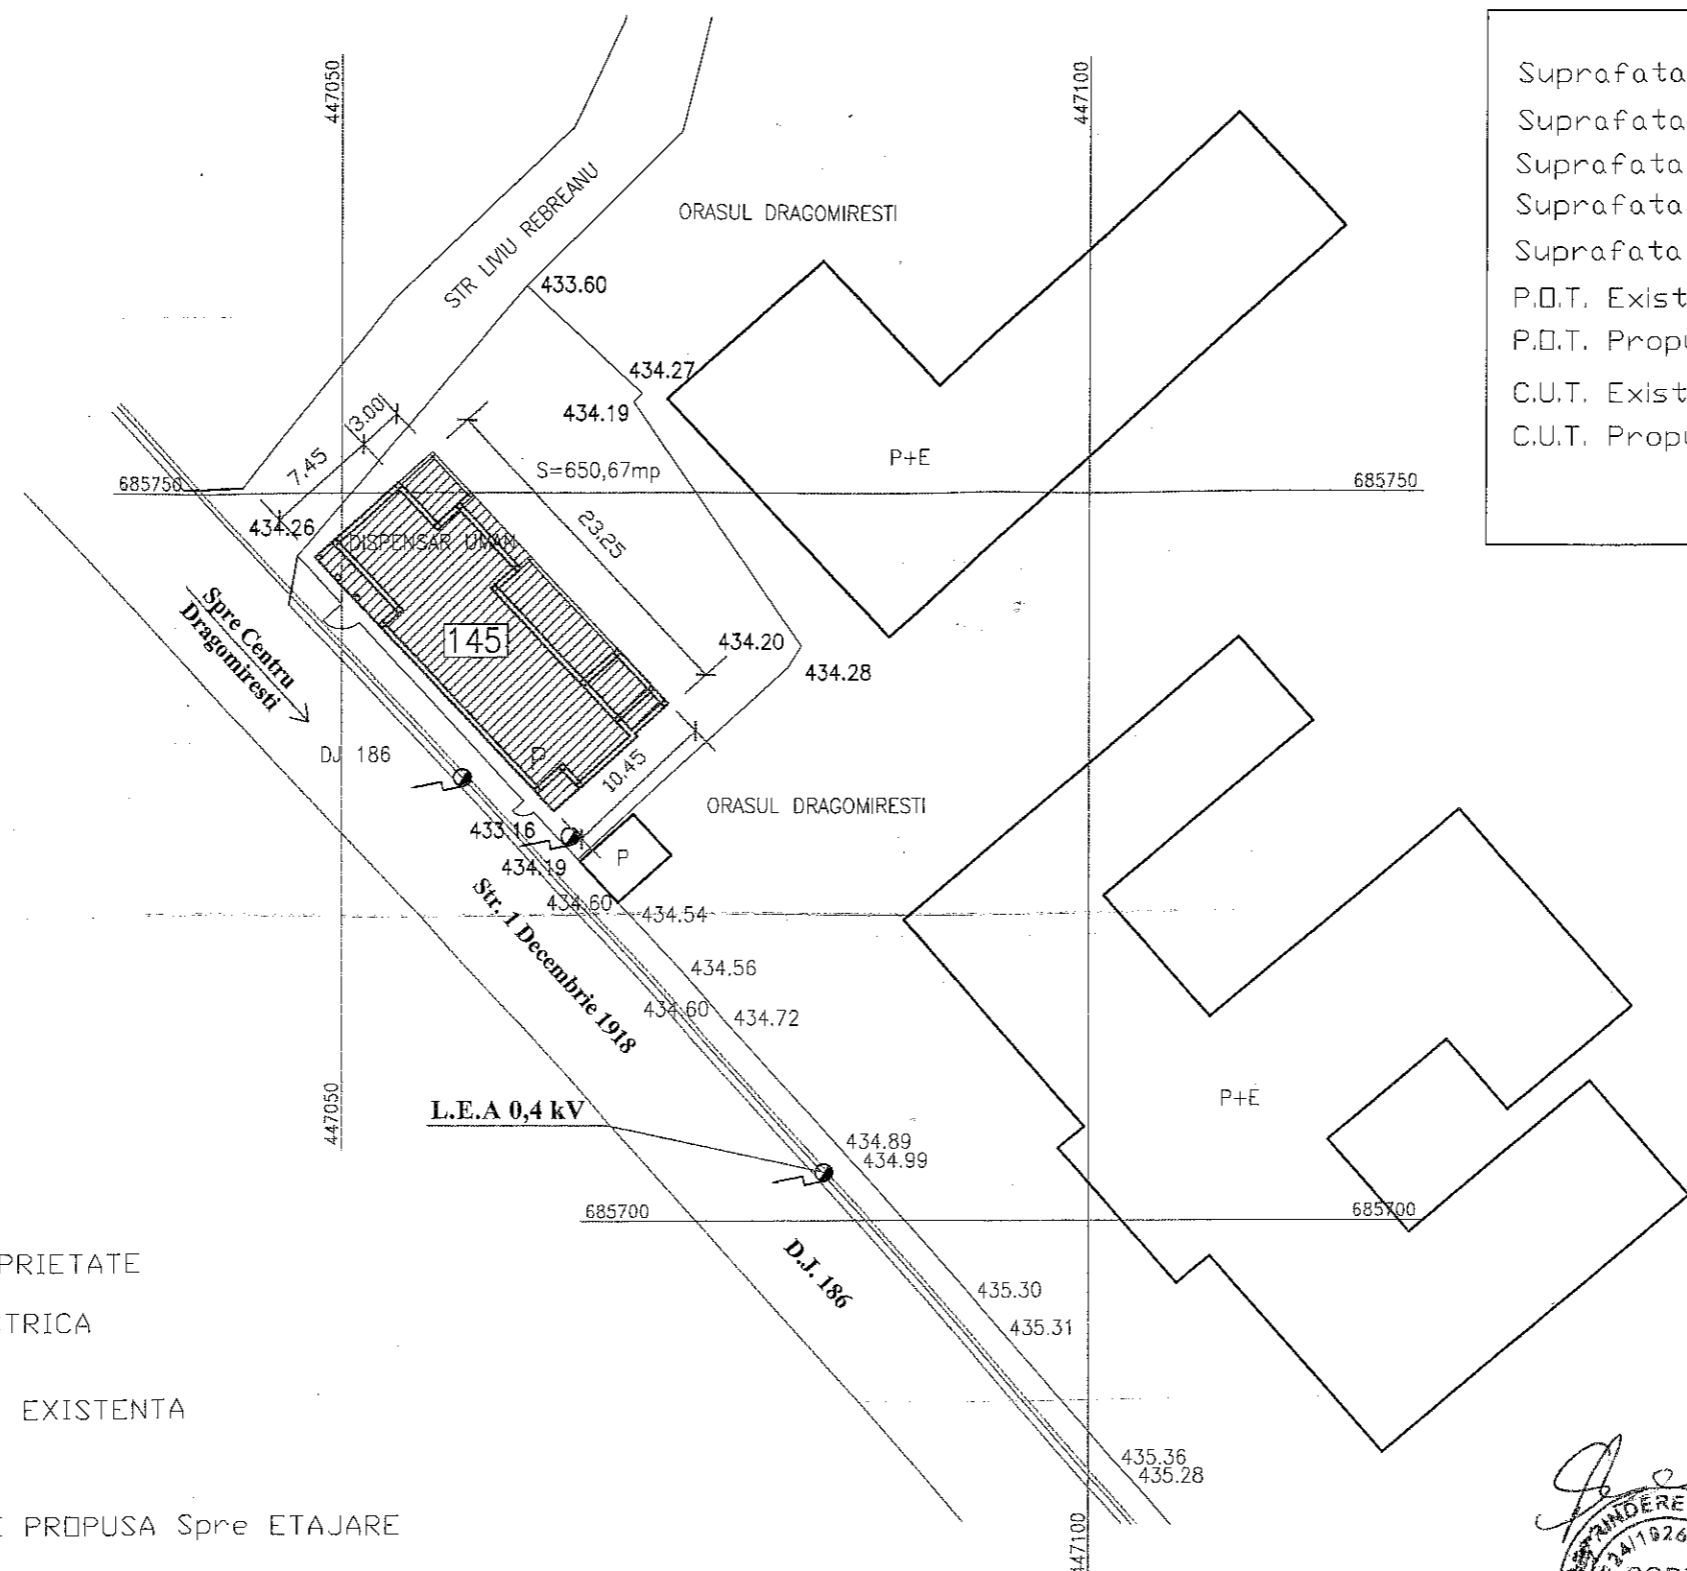 447050
447100
Suprafata
Suprafata
Suprafata
Suprafata
Suprafata
P.O.T. Exist
P.O.T. Propu
C.U.T. Exist
C.U.T. Propu
STR LIVIU REBREANU
ORASUL DRAGOMIRESTI
433.60
434.27
434.19
3.00
7.45
S=650,67mp
P+E
685750
685750
434.26
23.25
DISPENSAR UMAN
145
Spre Centru
Dragomiresti
434.20
434.28
DJ 186
P
10.45
ORASUL DRAGOMIRESTI
433.16
434.19
P
434.60
434.54
Str. 1 Decembrie 1918
434.56
434.60
434.72
447050
L.E.A 0,4 kV
P+E
434.89
434.99
685700
685700
D.J. 186
PRIETATE
435.30
TRICA
435.31
EXISTENTA
435.36
435.28
PROPUSA Spre ETAJARE
447100